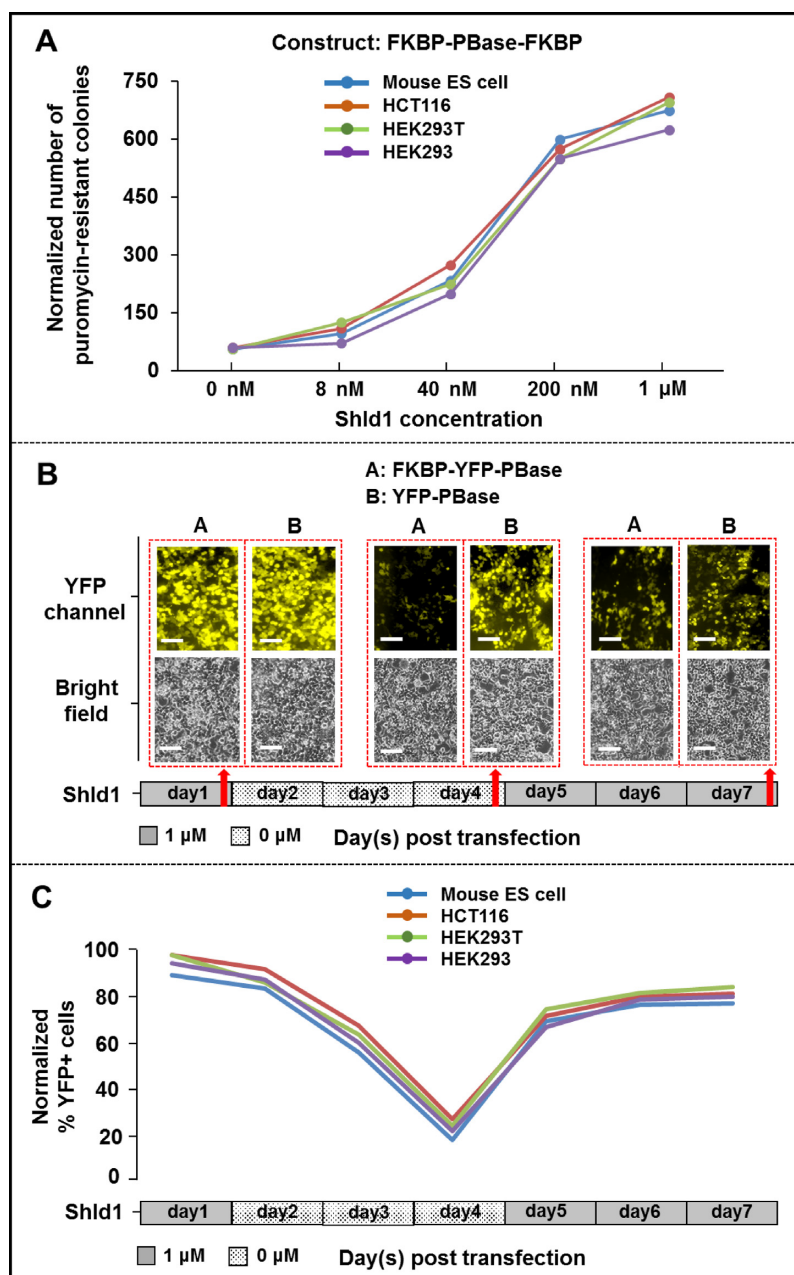 A
Construct: FKBP-PBase-FKBP
Normalized number of
puromycin-resistant colonies
750
600
450
300
150
0
Mouse ES cell
HCT116
HEK293T
HEK293
0 nM 8 nM 40 nM 200 nM 1 µM
Shld1 concentration
B
A: FKBP-YFP-PBase
B: YFP-PBase
A B A B A B
YFP
channel
Bright
field
Shld1
day1 day2 day3 day4 day5 day6 day7
1 µM 0 µM Day(s) post transfection
C
Mouse ES cell
HCT116
HEK293T
HEK293
Normalized
% YFP+ cells
100
80
60
40
20
0
Shld1
day1 day2 day3 day4 day5 day6 day7
1 µM 0 µM Day(s) post transfection